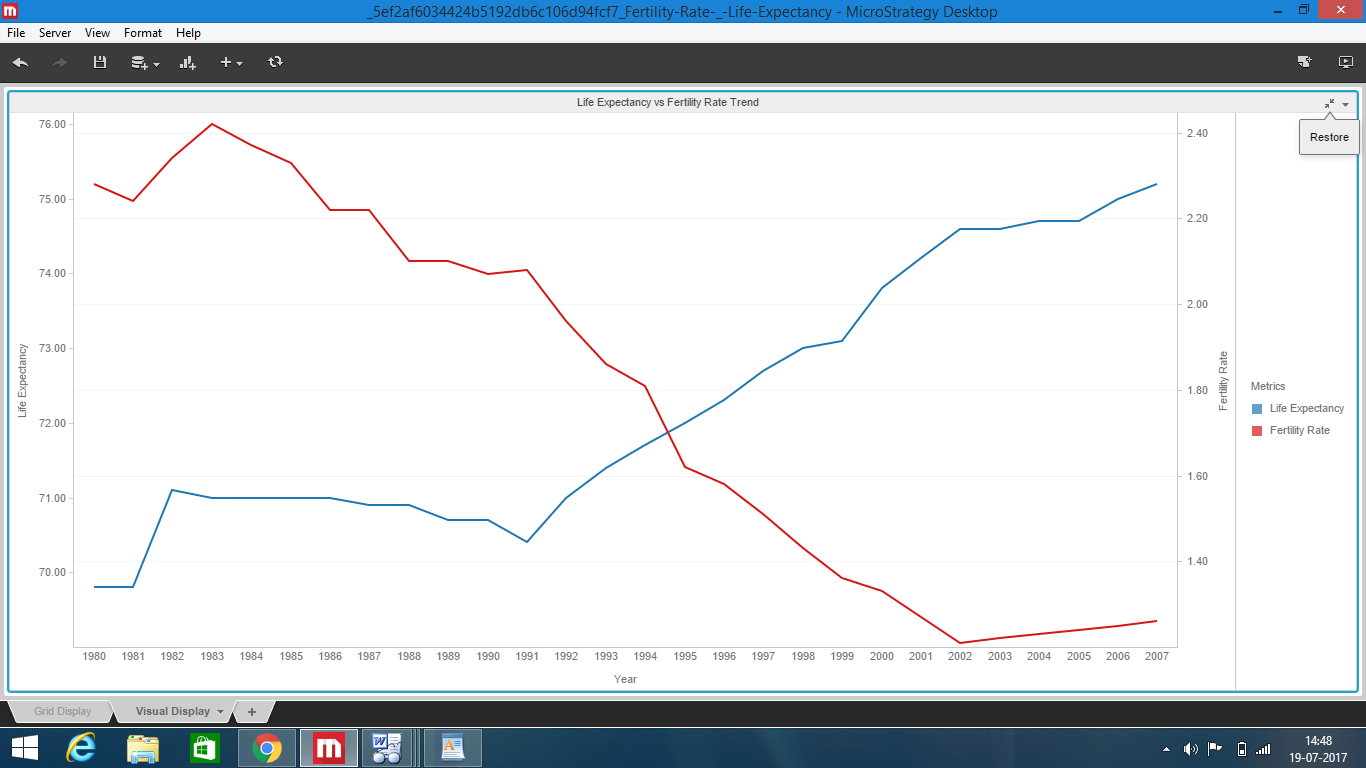 _5ef2af6034424b5192db6c106d94fcf7_Fertility-Rate-_-Life-Expectancy - MicroStrategy Desktop
File Server View Format Help
Life Expectancy vs Fertility Rate Trend
Restore
76.00
75.00
74.00
73.00
72.00
71.00
70.00
Life Expectancy
2.40
2.20
2.00
1.80
1.60
1.40
Fertility Rate
Metrics
Life Expectancy
Fertility Rate
1980 1981 1982 1983 1984 1985 1986 1987 1988 1989 1990 1991 1992 1993 1994 1995 1996 1997 1998 1999 2000 2001 2002 2003 2004 2005 2006 2007
Year
Grid Display Visual Display +
14:48
19-07-2017